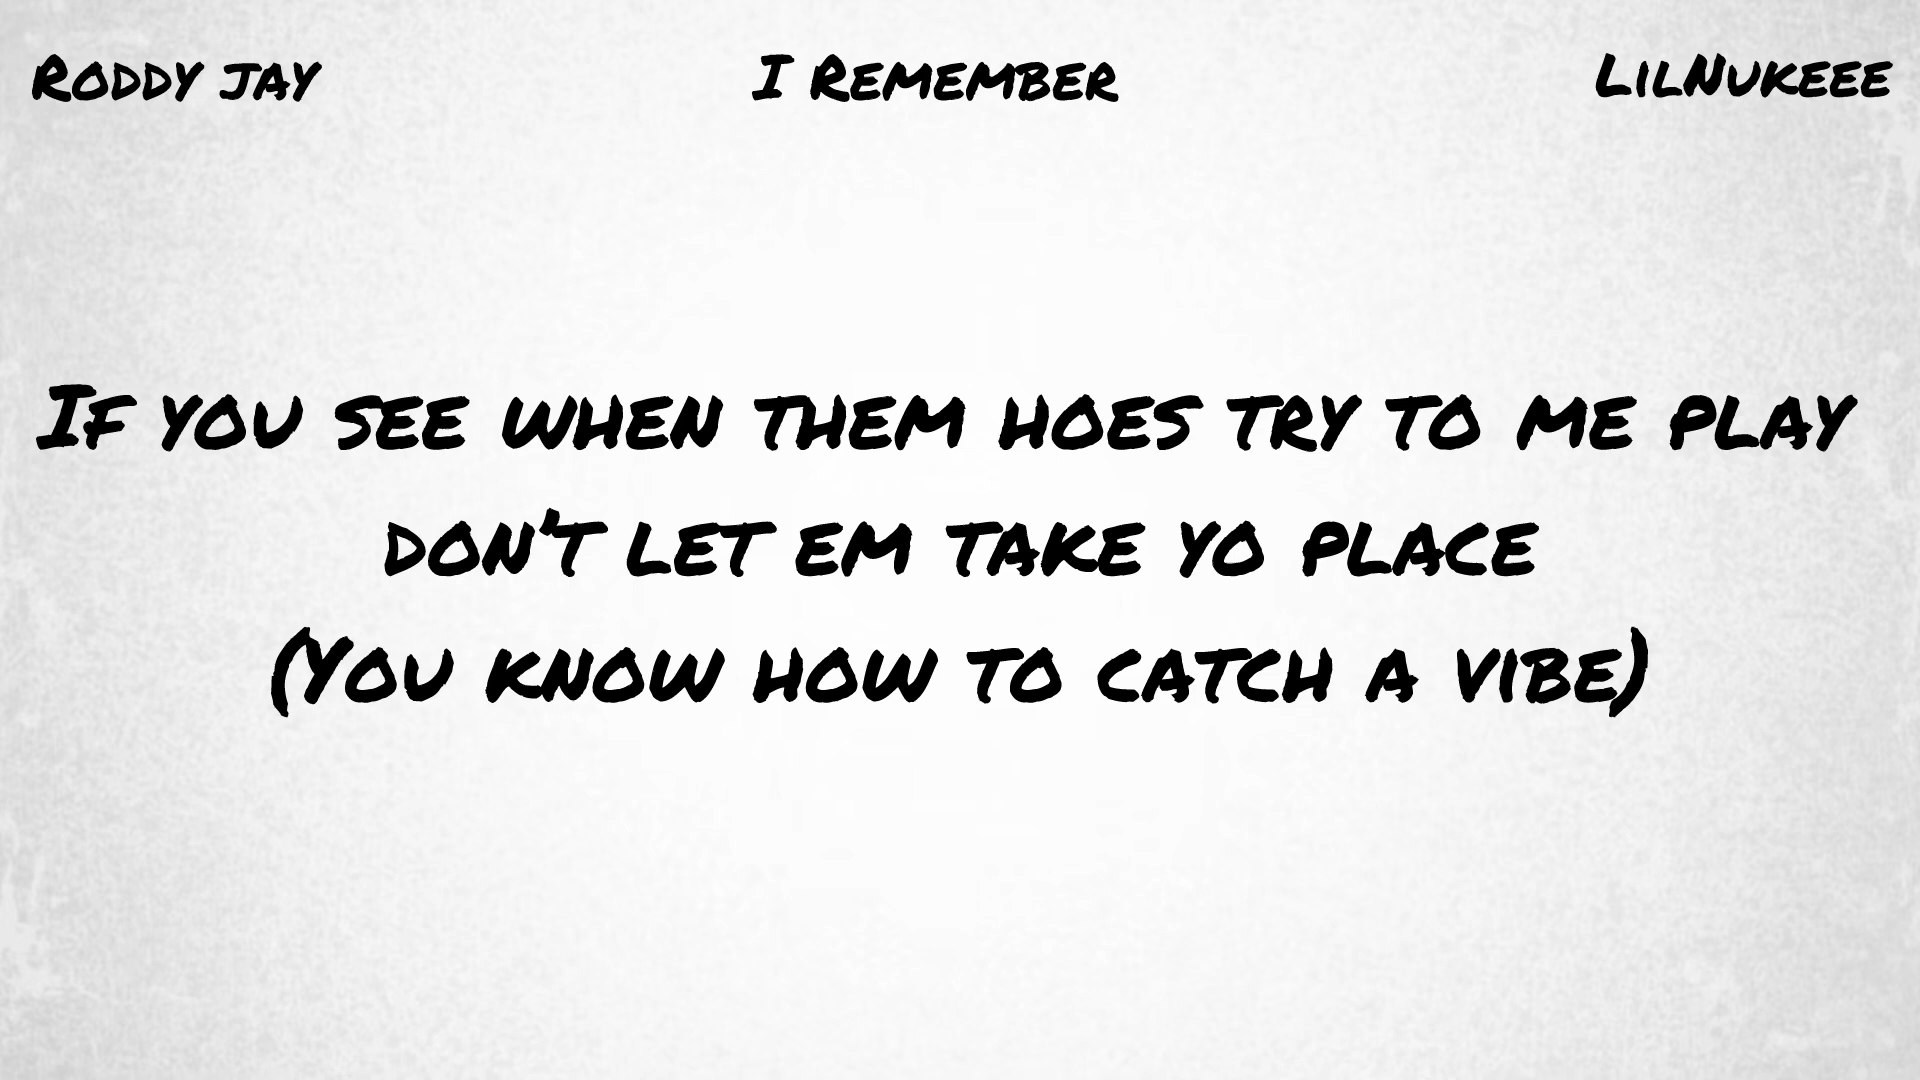 Roddy jay
I Remember
LilNukeee
If you see when them hoes try to me play
don't let em take yo place
(You know how to catch a vibe)